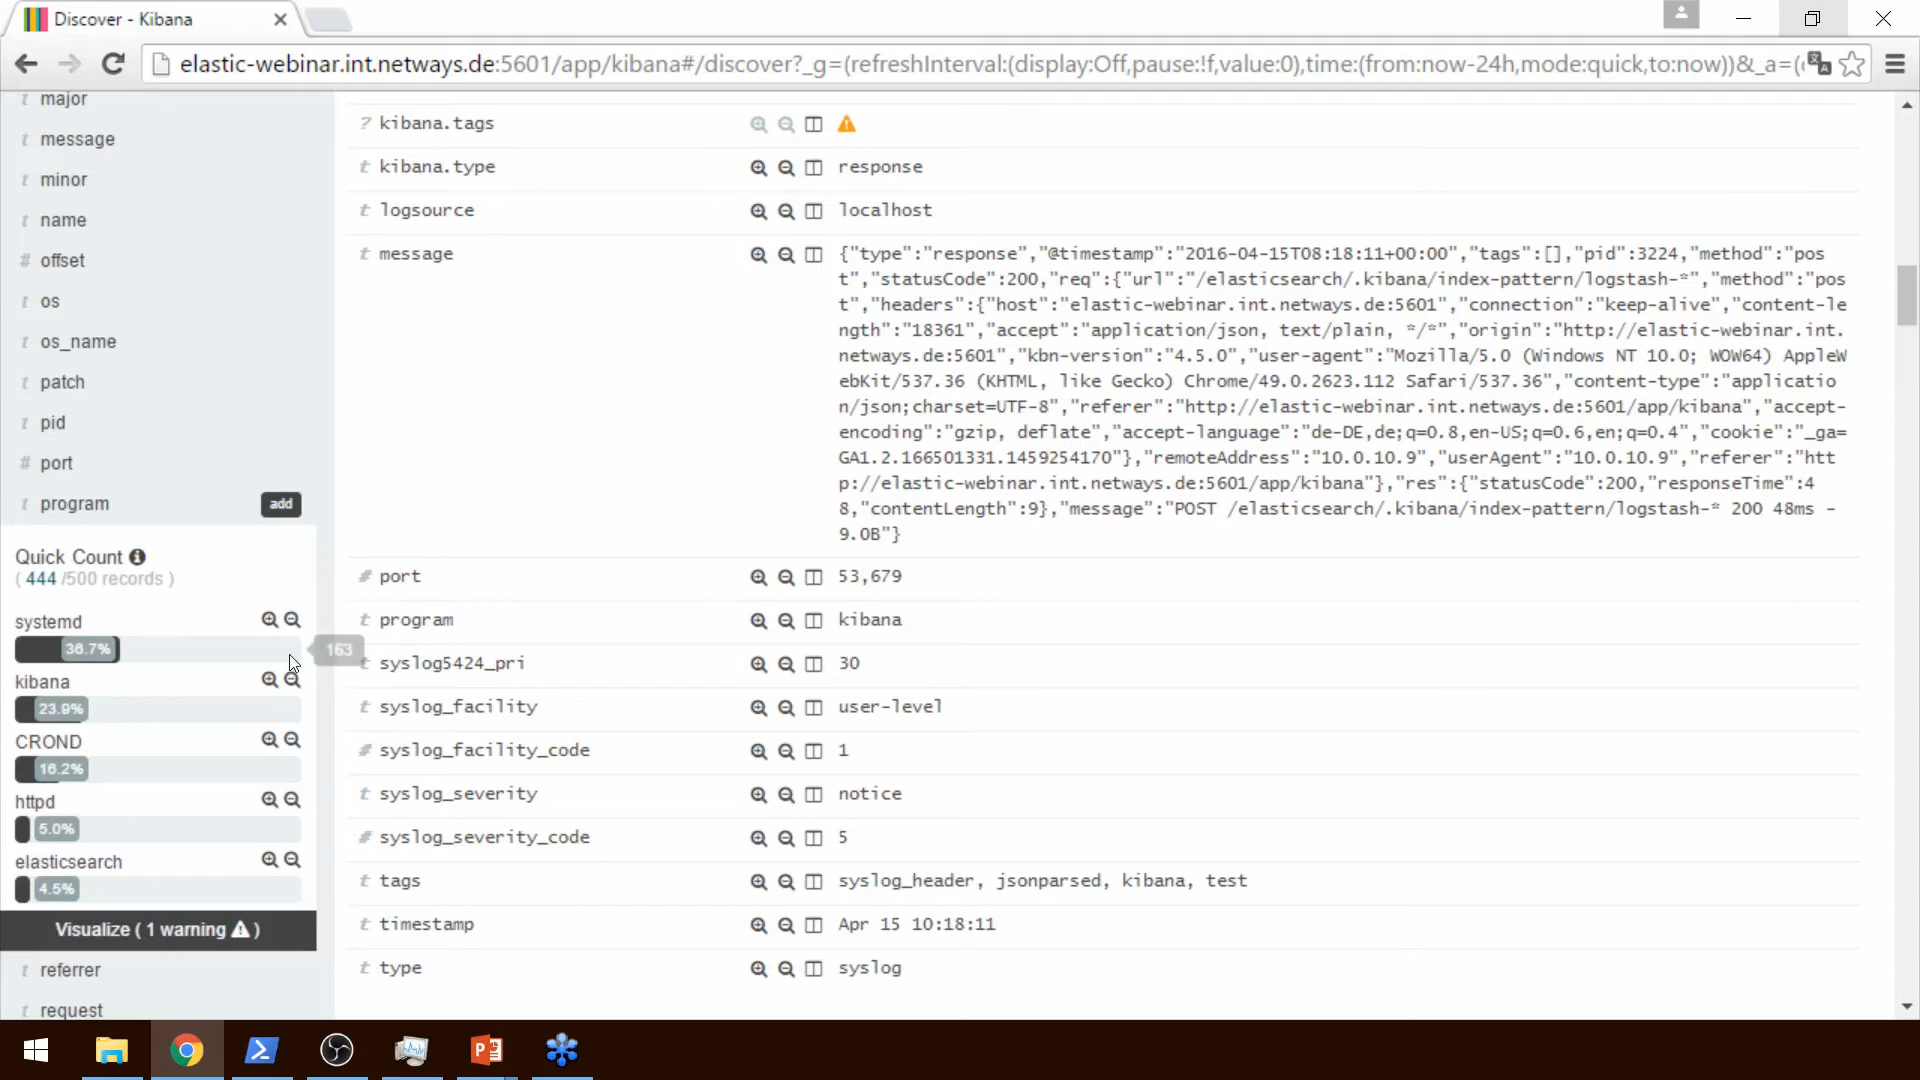 Discover - Kibana
elastic-webinar.int.netways.de:5601/app/kibana#/discover?_g=(refreshInterval:(display:Off,pause:!f,value:0),time:(from:now-24h,mode:quick,to:now))&_a=(
t major
t message
t minor
t name
# offset
t os
t os_name
t patch
t pid
# port
t program add
Quick Count
( 444 /500 records )
systemd
36.7%
163
kibana
23.9%
CROND
16.2%
httpd
5.0%
elasticsearch
4.5%
Visualize ( 1 warning )
t referrer
t request
? kibana.tags
t kibana.type response
t logsource localhost
t message {"type":"response","@timestamp":"2016-04-15T08:18:11+00:00","tags":[],"pid":3224,"method":"pos
t","statusCode":200,"req":{"url":"/elasticsearch/.kibana/index-pattern/logstash-*","method":"pos
t","headers":{"host":"elastic-webinar.int.netways.de:5601","connection":"keep-alive","content-le
ngth":"18361","accept":"application/json, text/plain, */*","origin":"http://elastic-webinar.int.
netways.de:5601","kbn-version":"4.5.0","user-agent":"Mozilla/5.0 (Windows NT 10.0; WOW64) AppleW
ebKit/537.36 (KHTML, like Gecko) Chrome/49.0.2623.112 Safari/537.36","content-type":"applicatio
n/json;charset=UTF-8","referer":"http://elastic-webinar.int.netways.de:5601/app/kibana","accept-
encoding":"gzip, deflate","accept-language":"de-DE,de;q=0.8,en-US;q=0.6,en;q=0.4","cookie":"_ga=
GA1.2.166501331.1459254170"},"remoteAddress":"10.0.10.9","userAgent":"10.0.10.9","referer":"htt
p://elastic-webinar.int.netways.de:5601/app/kibana"},"res":{"statusCode":200,"responseTime":4
8,"contentLength":9},"message":"POST /elasticsearch/.kibana/index-pattern/logstash-* 200 48ms -
9.0B"}
# port 53,679
t program kibana
t syslog5424_pri 30
t syslog_facility user-level
# syslog_facility_code 1
t syslog_severity notice
# syslog_severity_code 5
t tags syslog_header, jsonparsed, kibana, test
t timestamp Apr 15 10:18:11
t type syslog